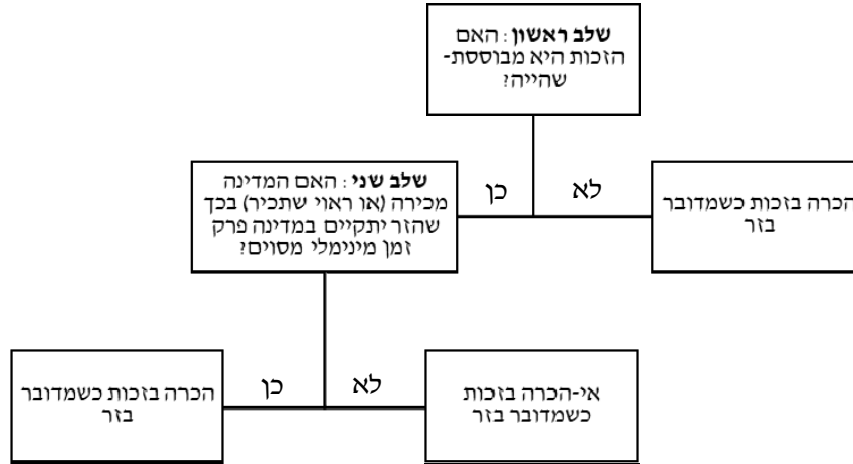 שלב ראשון: האם
הזכות היא מבוססת-
שהייה?
לא
כן
הכרה בזכות כשמדובר
בזר
שלב שני: האם המדינה
מכירה (או ראוי שתכיר) בכך
שהזר יתקיים במדינה פרק
זמן מינימלי מסוים?
לא
כן
אי-הכרה בזכות
כשמדובר בזר
הכרה בזכות כשמדובר
בזר